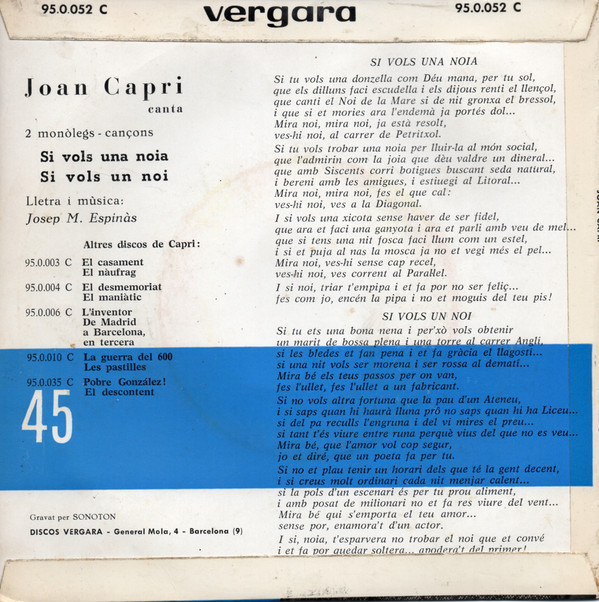 95.0.052 C
vergara
95.0.052 C
Joan Capri
canta
2 monòlegs - cançons
Si vols una noia
Si vols un noi
Lletra i mùsica:
Josep M. Espinàs
Altres discos de Capri:
95.0.003 C El casament
El nàufrag
95.0.004 C El desmemoriat
El maniàtic
95.0.006 C L'inventor
De Madrid
a Barcelona,
en tercera
95.0.010 C La guerra del 600
Les pastilles
95.0.035 C Pobre González!
El descontent
45
Gravat per SONOTON
DISCOS VERGARA - General Mola, 4 - Barcelona (9)
SI VOLS UNA NOIA
Si tu vols una donzella com Déu mana, per tu sol,
que els dilluns faci escudella i els dijous renti el llençol,
que canti el Noi de la Mare si de nit gronxa el bressol,
i que si et mories ara l'endemà ja portés dol...
Mira noi, mira noi, ja està resolt,
ves-hi noi, al carrer de Petritxol.
Si tu vols trobar una noia per lluir-la al món social,
que l'admirin com la joia que dèu valdre un dineral...
que amb Siscents corri botigues buscant seda natural,
i bereni amb les amigues, i estiuegi al Litoral...
Mira noi, mira noi, fes el que cal:
ves-hi noi, ves a la Diagonal.
I si vols una xicota sense haver de ser fidel,
que ara et faci una ganyota i ara et parli amb veu de mel...
que si tens una nit fosca faci llum com un estel,
i si et puja al nas la mosca ja no et vegi més el pel...
Mira noi, ves-hi sense cap recel,
ves-hi noi, ves corrent al Paral·lel.
I si noi, triar t'empipa i et fa por no ser feliç...
fes com jo, encén la pipa i no et moguis del teu pis!
SI VOLS UN NOI
Si tu ets una bona nena i per'xò vols obtenir
un marit de bossa plena i una torre al carrer Anglí,
si les bledes et fan pena i et fa gràcia el llagostí...
si una nit vols ser morena i ser rossa al dematí...
Mira bé els teus passos per on van,
fes l'ullet, fes l'ullet a un fabricant.
Si no vols altra fortuna que la pau d'un Ateneu,
i si saps quan hi haurà lluna prô no saps quan hi ha Liceu...
si del pa reculls l'engruna i del vi mires el preu...
si tant t'és viure entre runa perquè vius del que no es veu...
Mira bé, que l'amor vol cop segur,
jo et diré, que un poeta fa per tu.
Si no et plau tenir un horari dels que té la gent decent,
i si creus molt ordinari cada nit menjar calent...
si la pols d'un escenari és per tu prou aliment,
i amb posat de milionari no et fa res viure del vent...
Mira bé qui s'emporta el teu amor...
sense por, enamora't d'un actor.
I si, noia, t'esparvera no trobar el noi que et convé
i et fa por quedar soltera... apodera't del primer!